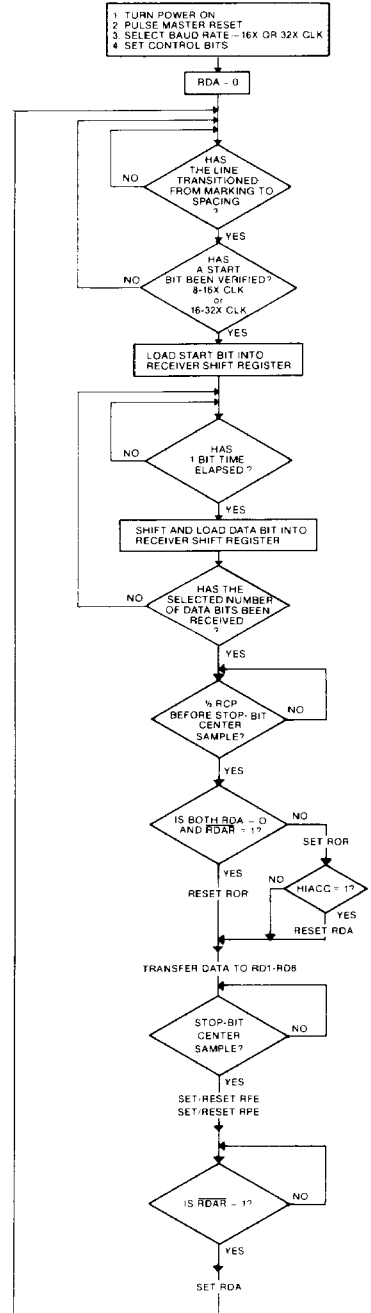 1 TURN POWER ON
2 PULSE MASTER RESET
3 SELECT BAUD RATE – 16X OR 32X CLK
4 SET CONTROL BITS
RDA = 0
HAS
THE LINE
TRANSITIONED
FROM MARKING TO
SPACING
?
NO
YES
HAS
A START
BIT BEEN VERIFIED?
8-16X CLK
or
16-32X CLK
NO
YES
LOAD START BIT INTO
RECEIVER SHIFT REGISTER
HAS
1 BIT TIME
ELAPSED ?
NO
YES
SHIFT AND LOAD DATA BIT INTO
RECEIVER SHIFT REGISTER
HAS THE
SELECTED NUMBER
OF DATA BITS BEEN
RECEIVED
?
NO
YES
½ RCP
BEFORE STOP-BIT
CENTER
SAMPLE?
NO
YES
IS BOTH RDA – 0
AND RDAR = 1?
NO
SET ROR
YES
RESET ROR
HIACC = 1?
NO
YES
RESET RDA
TRANSFER DATA TO RD1-RD8
STOP-BIT
CENTER
SAMPLE?
NO
YES
SET/RESET RFE
SET/RESET RPE
IS RDAR = 1?
NO
YES
SET RDA